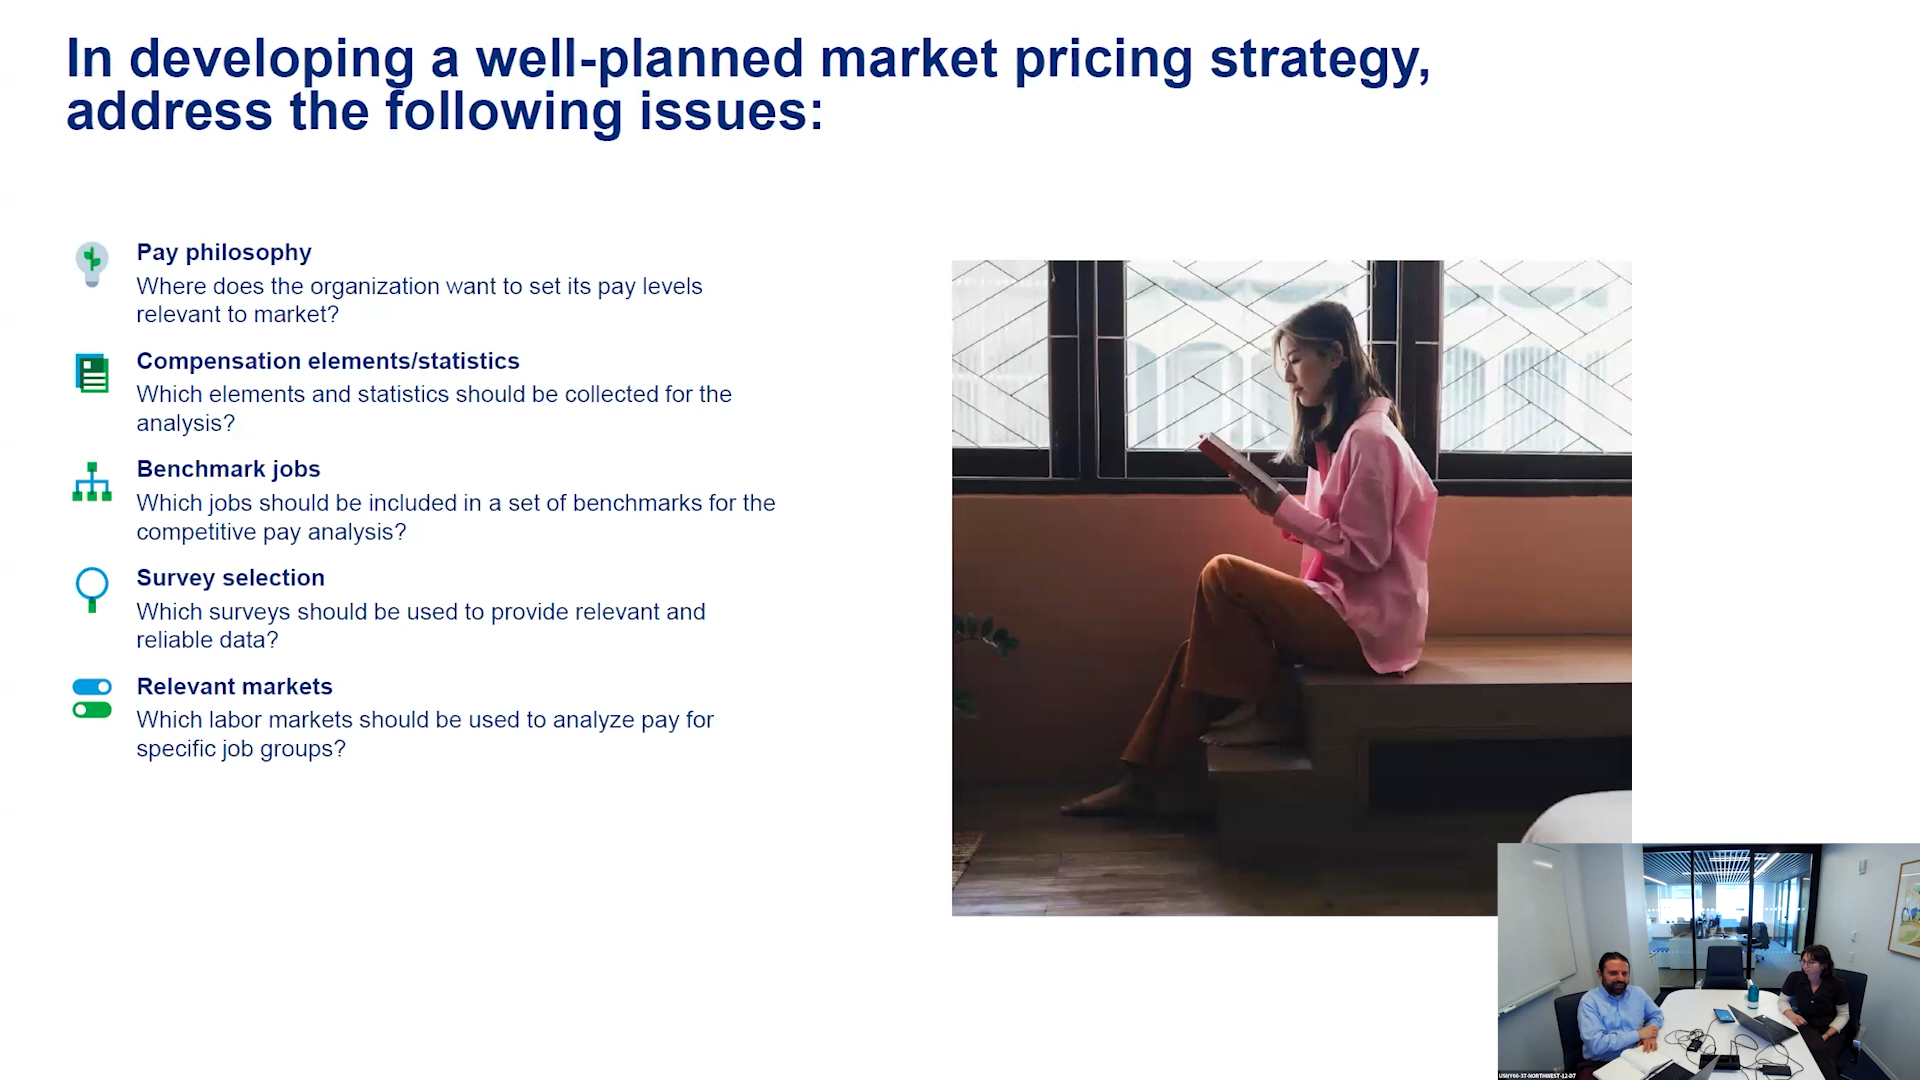 In developing a well-planned market pricing strategy,
address the following issues:
Pay philosophy
Where does the organization want to set its pay levels
relevant to market?
Compensation elements/statistics
Which elements and statistics should be collected for the
analysis?
Benchmark jobs
Which jobs should be included in a set of benchmarks for the
competitive pay analysis?
Survey selection
Which surveys should be used to provide relevant and
reliable data?
Relevant markets
Which labor markets should be used to analyze pay for
specific job groups?